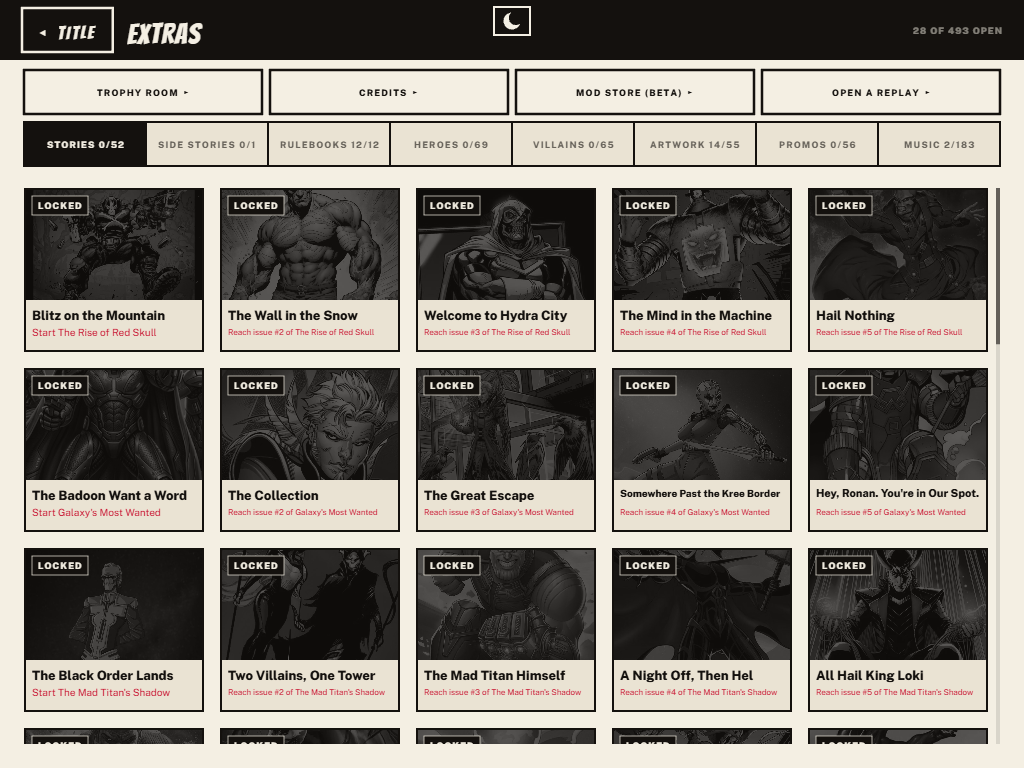 ◄ TITLE
EXTRAS
28 OF 493 OPEN
TROPHY ROOM ►
CREDITS ►
MOD STORE (BETA) ►
OPEN A REPLAY ►
STORIES 0/52
SIDE STORIES 0/1
RULEBOOKS 12/12
HEROES 0/69
VILLAINS 0/65
ARTWORK 14/55
PROMOS 0/56
MUSIC 2/183
LOCKED
LOCKED
LOCKED
LOCKED
LOCKED
Blitz on the Mountain
Start The Rise of Red Skull
The Wall in the Snow
Reach issue #2 of The Rise of Red Skull
Welcome to Hydra City
Reach issue #3 of The Rise of Red Skull
The Mind in the Machine
Reach issue #4 of The Rise of Red Skull
Hail Nothing
Reach issue #5 of The Rise of Red Skull
LOCKED
LOCKED
LOCKED
LOCKED
LOCKED
The Badoon Want a Word
Start Galaxy's Most Wanted
The Collection
Reach issue #2 of Galaxy's Most Wanted
The Great Escape
Reach issue #3 of Galaxy's Most Wanted
Somewhere Past the Kree Border
Reach issue #4 of Galaxy's Most Wanted
Hey, Ronan. You're in Our Spot.
Reach issue #5 of Galaxy's Most Wanted
LOCKED
LOCKED
LOCKED
LOCKED
LOCKED
The Black Order Lands
Start The Mad Titan's Shadow
Two Villains, One Tower
Reach issue #2 of The Mad Titan's Shadow
The Mad Titan Himself
Reach issue #3 of The Mad Titan's Shadow
A Night Off, Then Hel
Reach issue #4 of The Mad Titan's Shadow
All Hail King Loki
Reach issue #5 of The Mad Titan's Shadow
LOCKED
LOCKED
LOCKED
LOCKED
LOCKED